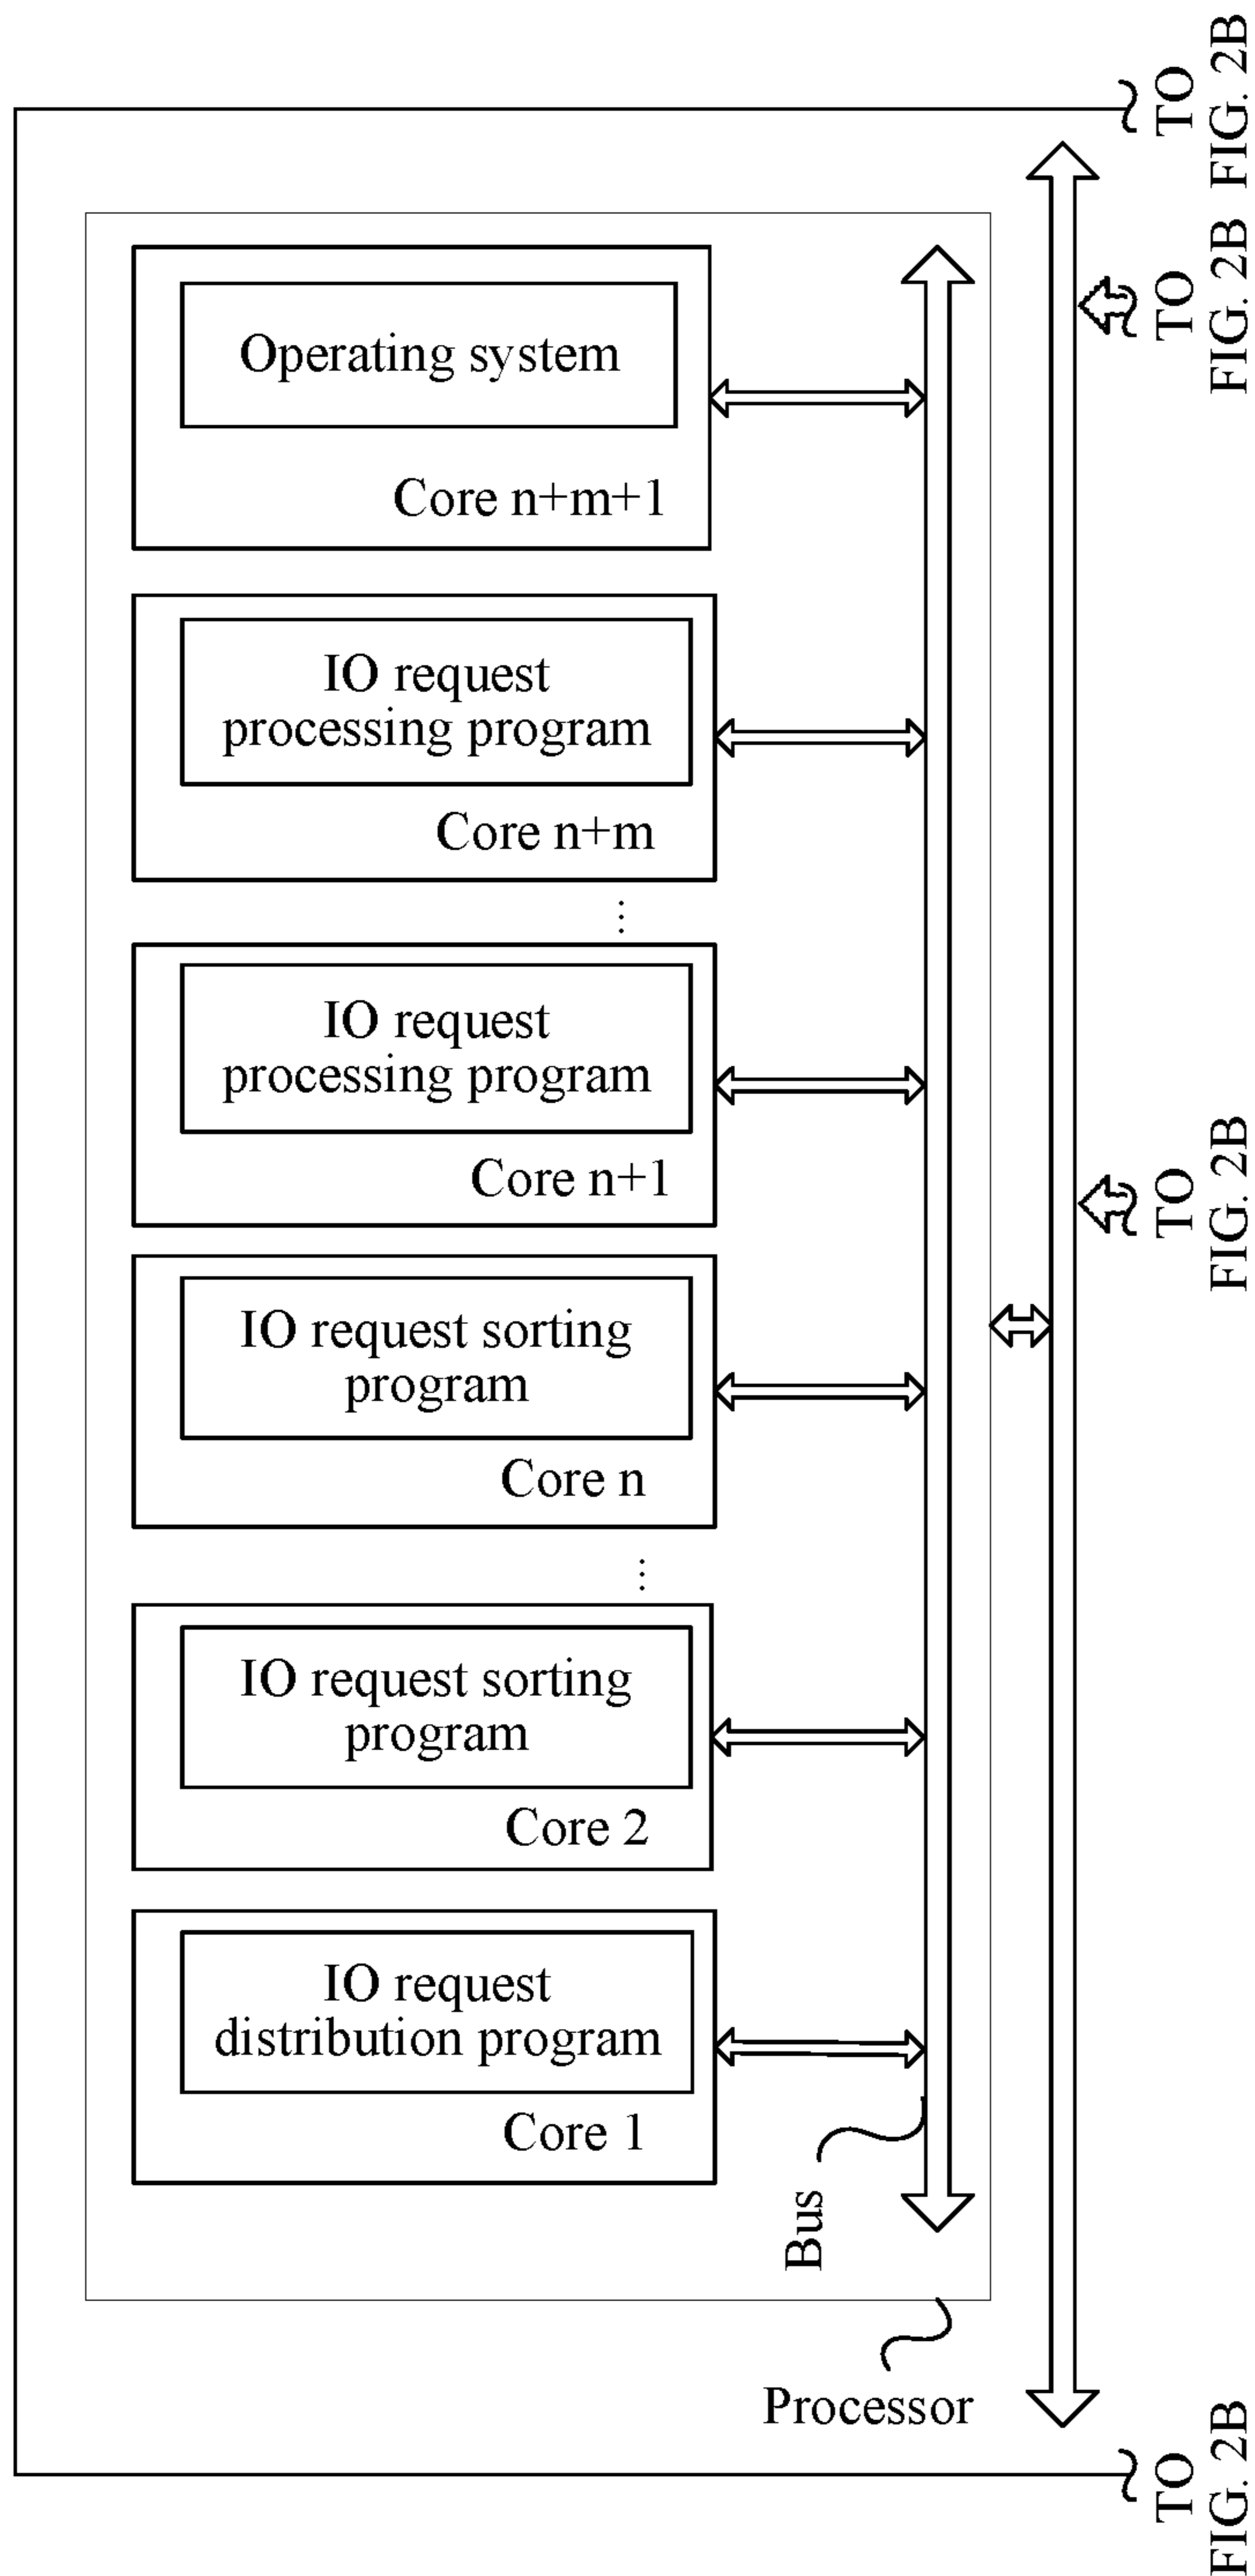 Operating system
Core n+m+1
IO request
processing program
Core n+m
...
IO request
processing program
Core n+1
IO request sorting
program
Core n
...
IO request sorting
program
Core 2
IO request
distribution program
Core 1
Bus
Processor
TO
FIG. 2B
TO
FIG. 2B
TO
FIG. 2B
TO
FIG. 2B